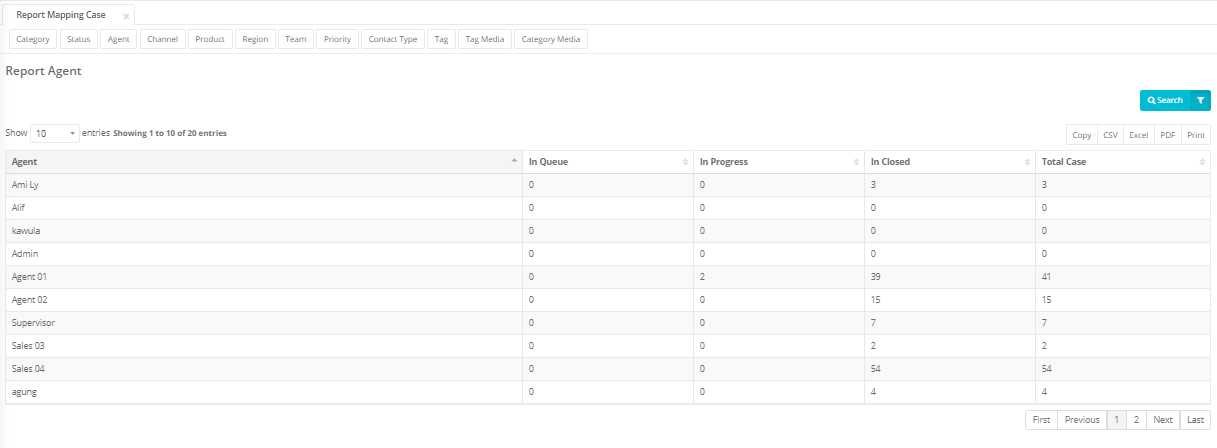 Report Mapping Case ×
Category Status Agent Channel Product Region Team Priority Contact Type Tag Tag Media Category Media
Report Agent
Search
Show 10 entries Showing 1 to 10 of 20 entries
Copy CSV Excel PDF Print
Agent In Queue In Progress In Closed Total Case
Ami Ly 0 0 3 3
Alif 0 0 0 0
kawula 0 0 0 0
Admin 0 0 0 0
Agent 01 0 2 39 41
Agent 02 0 0 15 15
Supervisor 0 0 7 7
Sales 03 0 0 2 2
Sales 04 0 0 54 54
agung 0 0 4 4
First Previous 1 2 Next Last